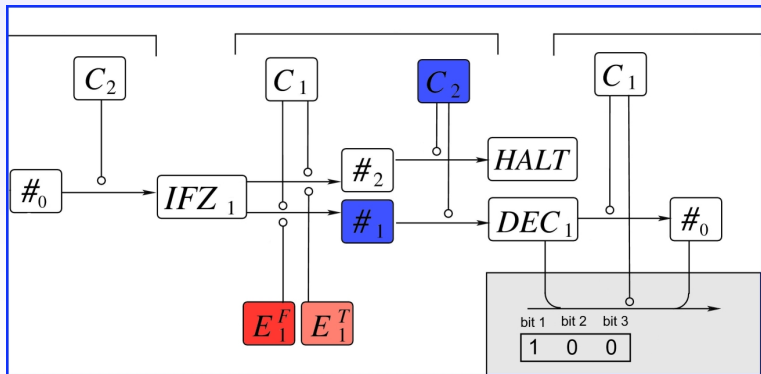 C₂
C₁
C₂
C₁
#₀
IFZ₁
#₂
HALT
#₁
DEC₁
#₀
E₁ᶠ
E₁ᵀ
bit 1 bit 2 bit 3
1 0 0